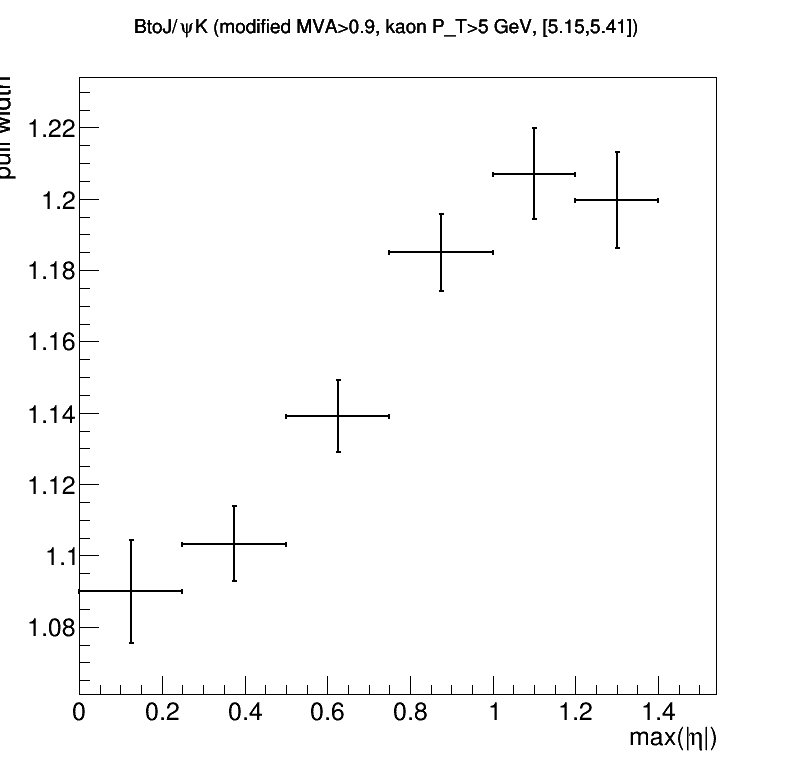 BtoJ/ψK (modified MVA>0.9, kaon P_T>5 GeV, [5.15,5.41])
pull width
1.22
1.2
1.18
1.16
1.14
1.12
1.1
1.08
0 0.2 0.4 0.6 0.8 1 1.2 1.4
max(|η|)